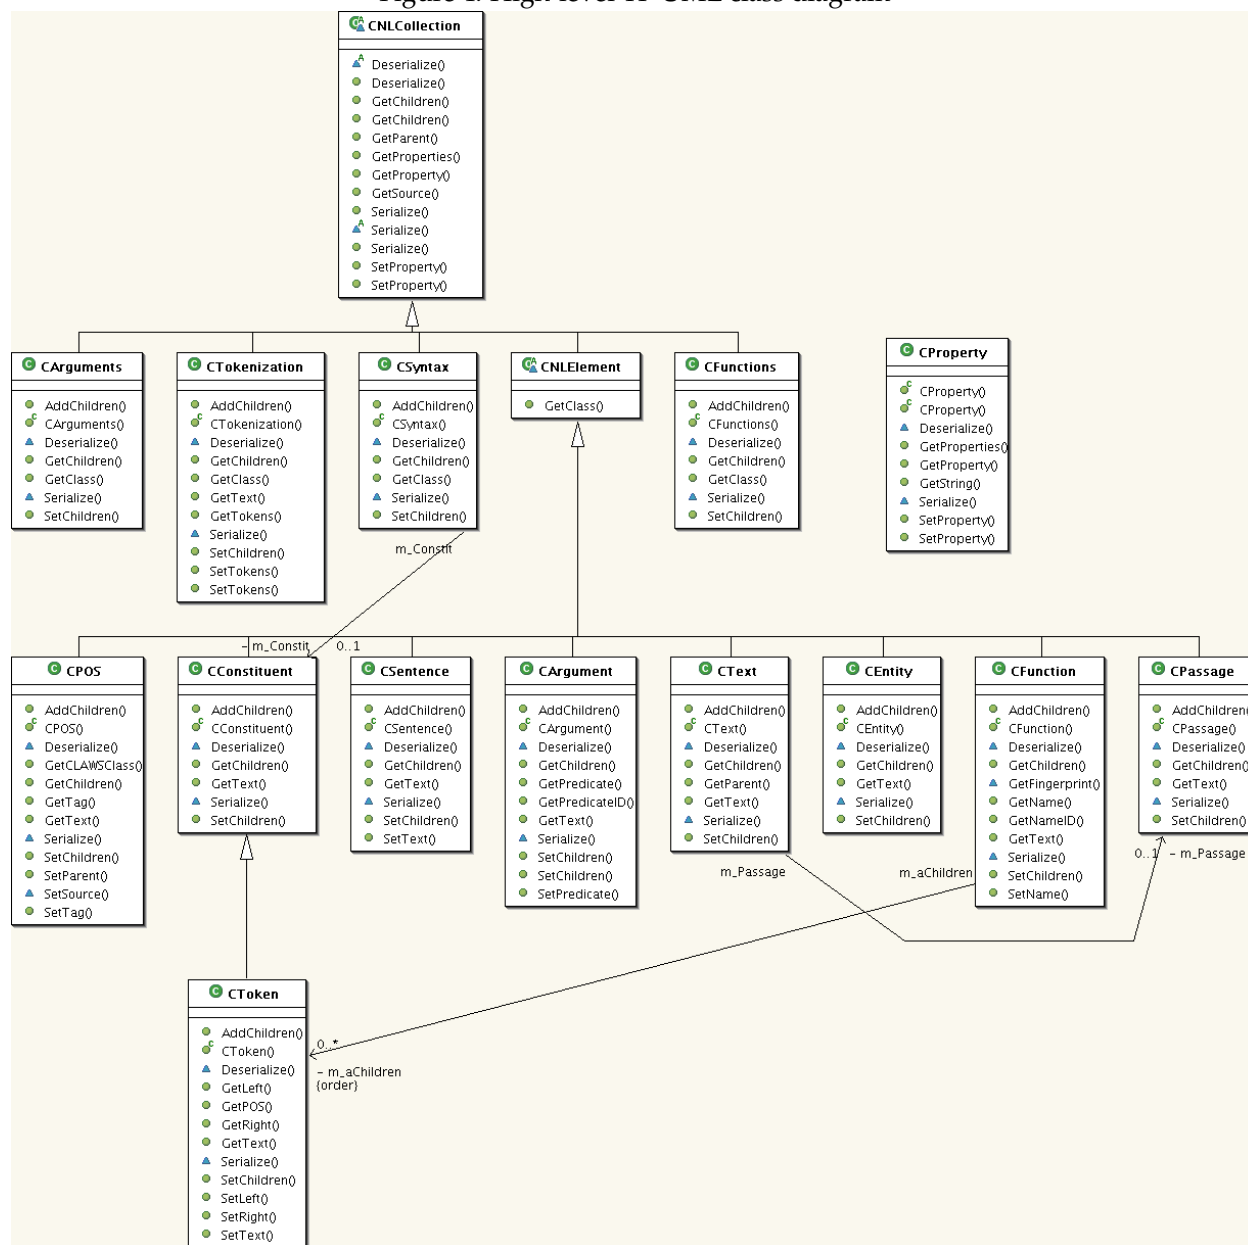 CNLCollection
Deserialize()
Deserialize()
GetChildren()
GetChildren()
GetParent()
GetProperties()
GetProperty()
GetSource()
Serialize()
Serialize()
Serialize()
SetProperty()
SetProperty()
CArguments
AddChildren()
CArguments()
Deserialize()
GetChildren()
GetClass()
Serialize()
SetChildren()
CTokenization
AddChildren()
CTokenization()
Deserialize()
GetChildren()
GetClass()
GetText()
GetTokens()
Serialize()
SetChildren()
SetTokens()
SetTokens()
CSyntax
AddChildren()
CSyntax()
Deserialize()
GetChildren()
GetClass()
Serialize()
SetChildren()
CNLElement
GetClass()
CFunctions
AddChildren()
CFunctions()
Deserialize()
GetChildren()
GetClass()
Serialize()
SetChildren()
CProperty
CProperty()
CProperty()
Deserialize()
GetProperties()
GetProperty()
GetString()
Serialize()
SetProperty()
SetProperty()
m_Constit
- m_Constit
0..1
CPOS
AddChildren()
CPOS()
Deserialize()
GetCLAWSClass()
GetChildren()
GetTag()
GetText()
Serialize()
SetChildren()
SetParent()
SetSource()
SetTag()
CConstituent
AddChildren()
CConstituent()
Deserialize()
GetChildren()
GetText()
Serialize()
SetChildren()
CSentence
AddChildren()
CSentence()
Deserialize()
GetChildren()
GetText()
Serialize()
SetChildren()
SetText()
CArgument
AddChildren()
CArgument()
Deserialize()
GetChildren()
GetPredicate()
GetPredicateID()
GetText()
Serialize()
SetChildren()
SetChildren()
SetPredicate()
CText
AddChildren()
CText()
Deserialize()
GetChildren()
GetParent()
GetText()
Serialize()
SetChildren()
CEntity
AddChildren()
CEntity()
Deserialize()
GetChildren()
GetText()
Serialize()
SetChildren()
CFunction
AddChildren()
CFunction()
Deserialize()
GetChildren()
GetFingerprint()
GetName()
GetNameID()
GetText()
Serialize()
SetChildren()
SetName()
CPassage
AddChildren(
CPassage()
Deserialize()
GetChildren(
GetText()
Serialize()
SetChildren(
m_Passage
m_aChildren
0..1
- m_Passage
CToken
AddChildren()
CToken()
Deserialize()
GetLeft()
GetPOS()
GetRight()
GetText()
Serialize()
SetChildren()
SetLeft()
SetRight()
SetText()
0..*
- m_aChildren
{order}